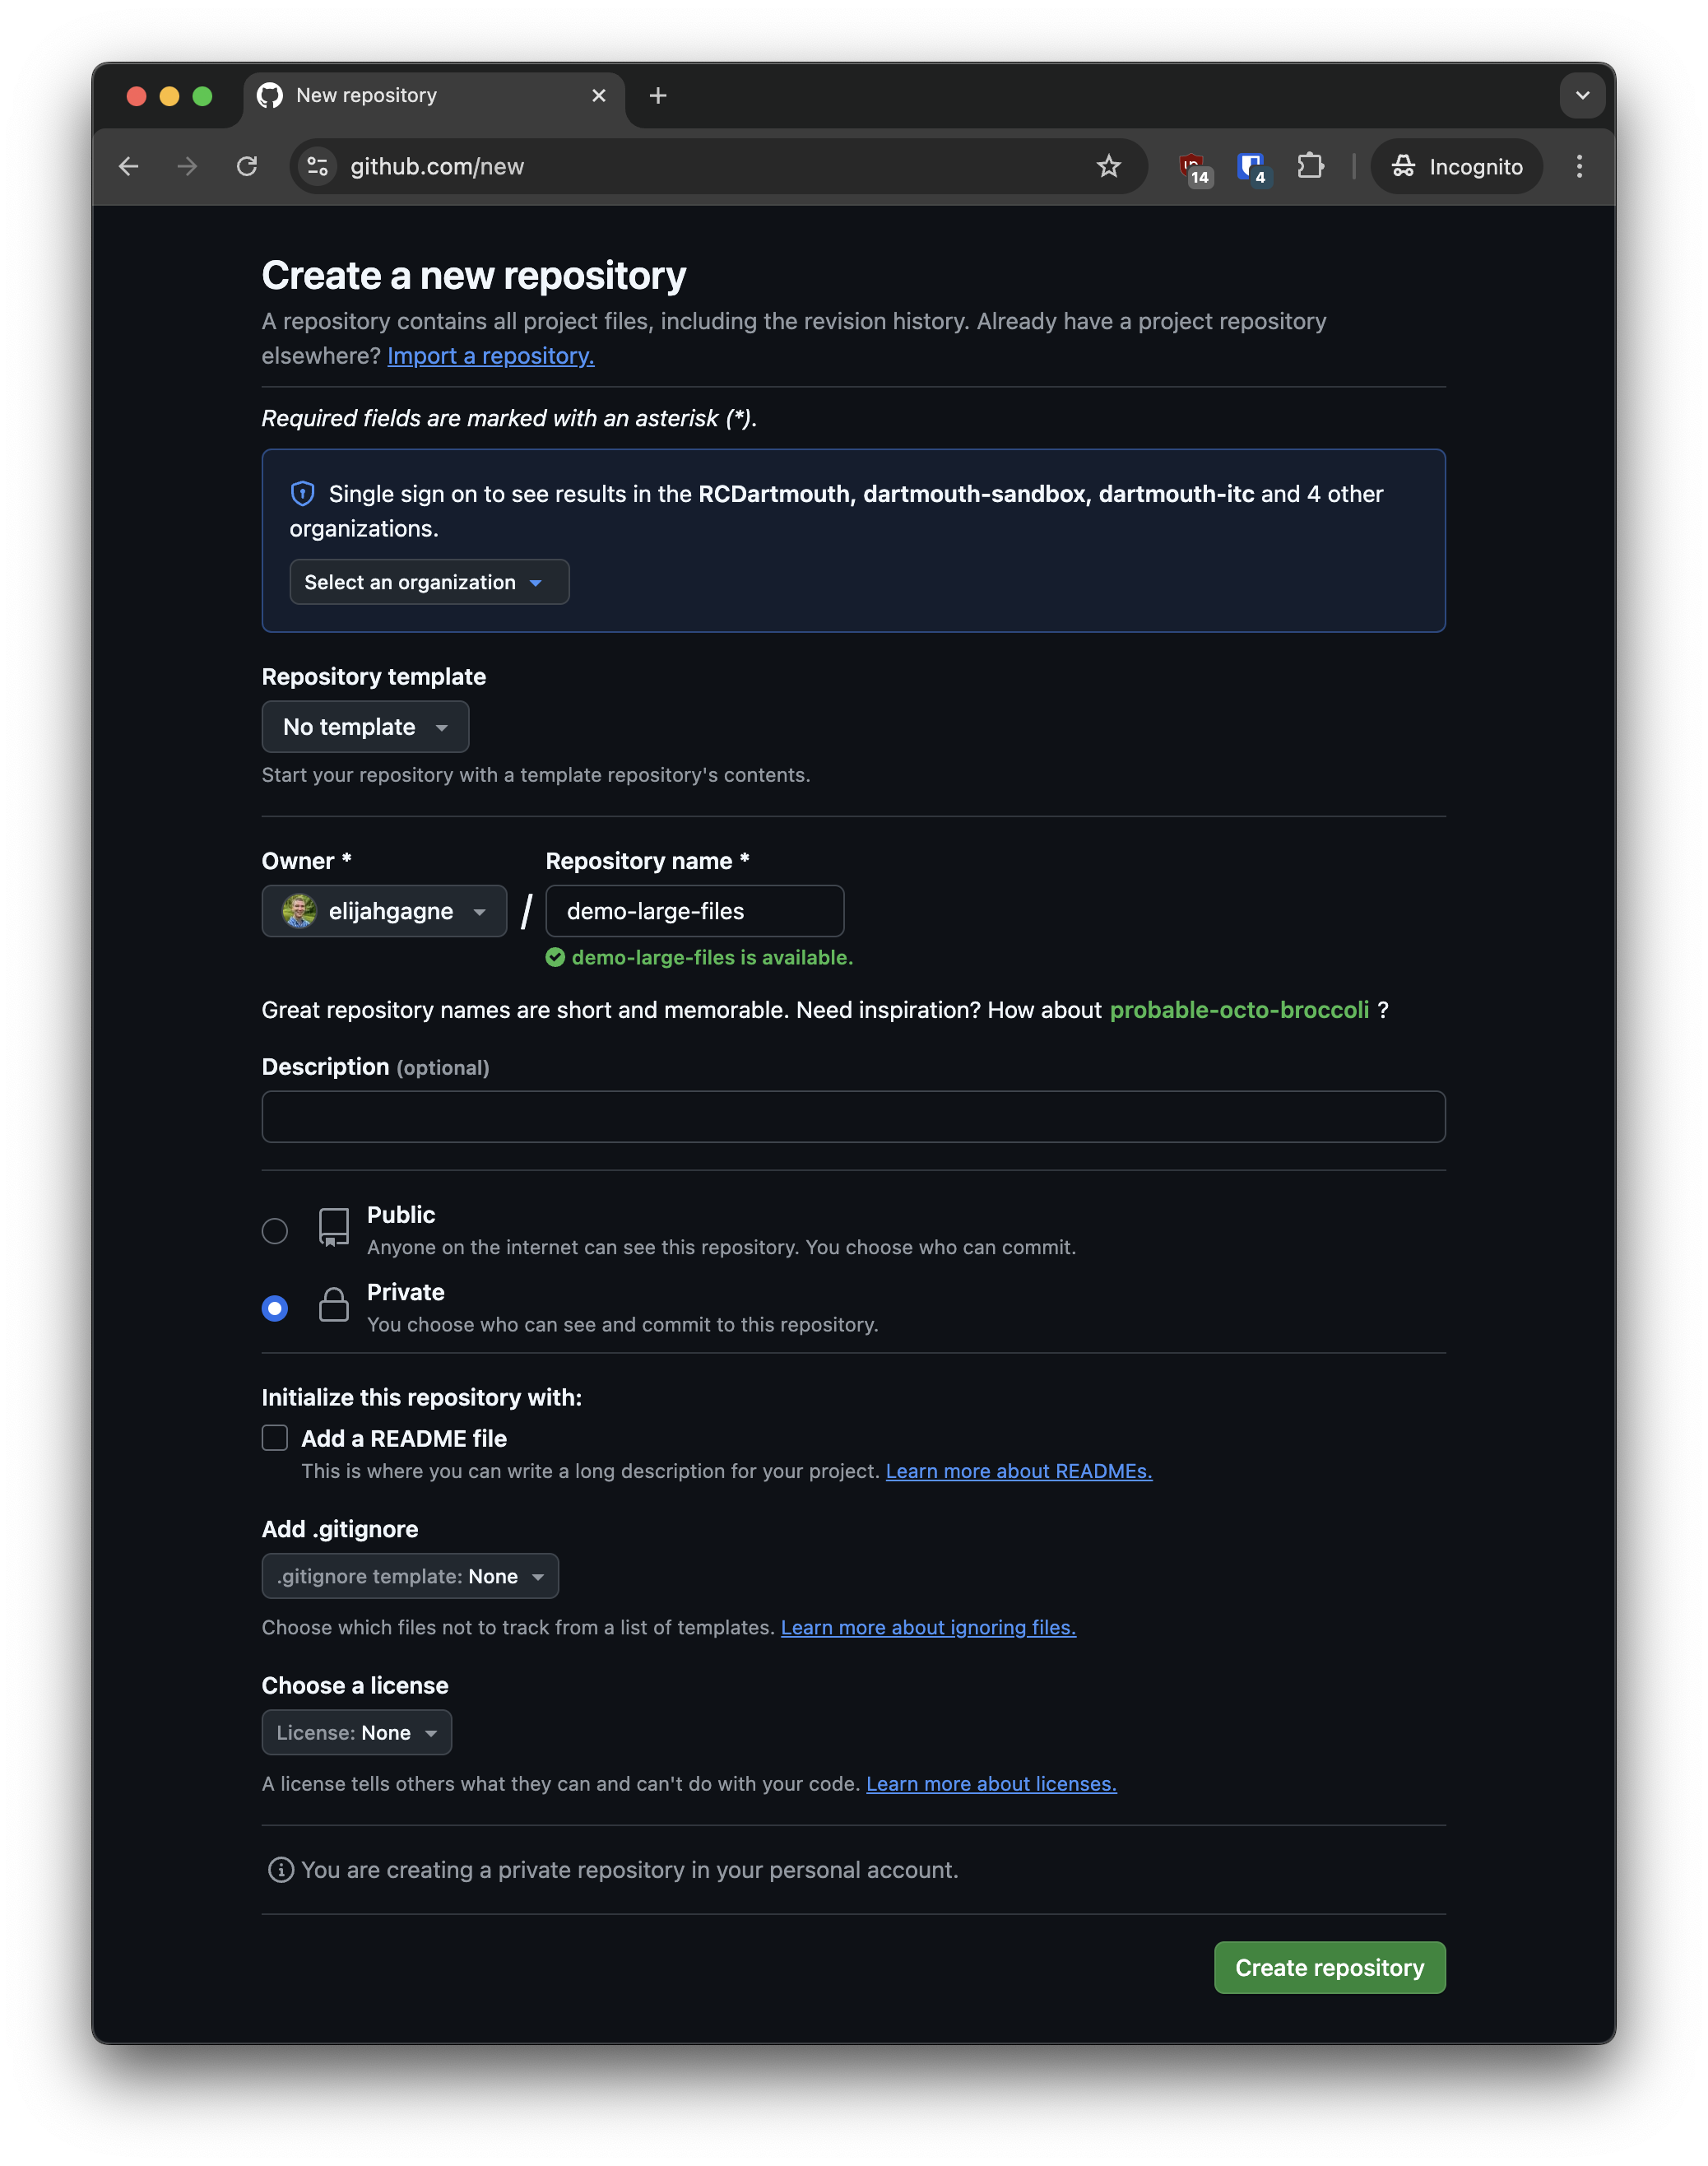 New repository
github.com/new
14
4
Incognito
Create a new repository
A repository contains all project files, including the revision history. Already have a project repository
elsewhere? Import a repository.
Required fields are marked with an asterisk (*).
Single sign on to see results in the RCDartmouth, dartmouth-sandbox, dartmouth-itc and 4 other
organizations.
Select an organization
Repository template
No template
Start your repository with a template repository's contents.
Owner *
Repository name *
elijahgagne
/
demo-large-files
demo-large-files is available.
Great repository names are short and memorable. Need inspiration? How about probable-octo-broccoli ?
Description (optional)
Public
Anyone on the internet can see this repository. You choose who can commit.
Private
You choose who can see and commit to this repository.
Initialize this repository with:
Add a README file
This is where you can write a long description for your project. Learn more about READMEs.
Add .gitignore
.gitignore template: None
Choose which files not to track from a list of templates. Learn more about ignoring files.
Choose a license
License: None
A license tells others what they can and can't do with your code. Learn more about licenses.
You are creating a private repository in your personal account.
Create repository